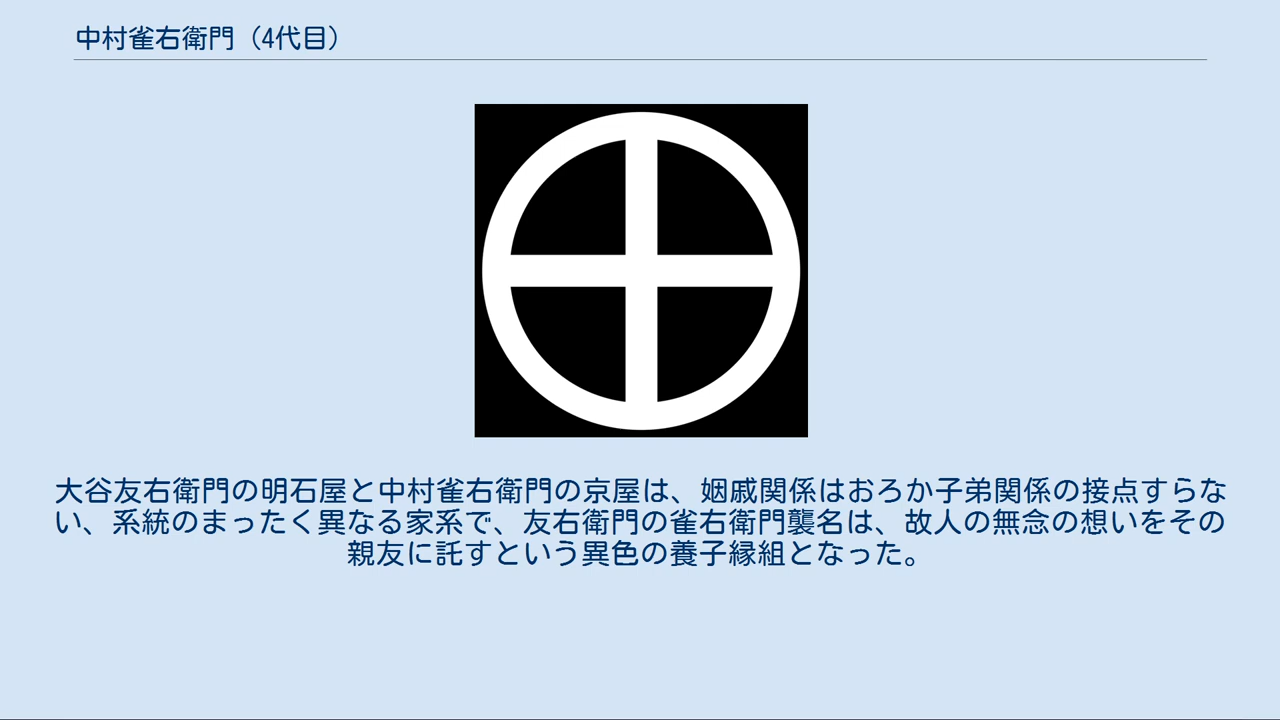 中村雀右衛門（4代目）
大谷友右衛門の明石屋と中村雀右衛門の京屋は、姻戚関係はおろか子弟関係の接点すらな
い、系統のまったく異なる家系で、友右衛門の雀右衛門襲名は、故人の無念の想いをその
親友に託すという異色の養子縁組となった。